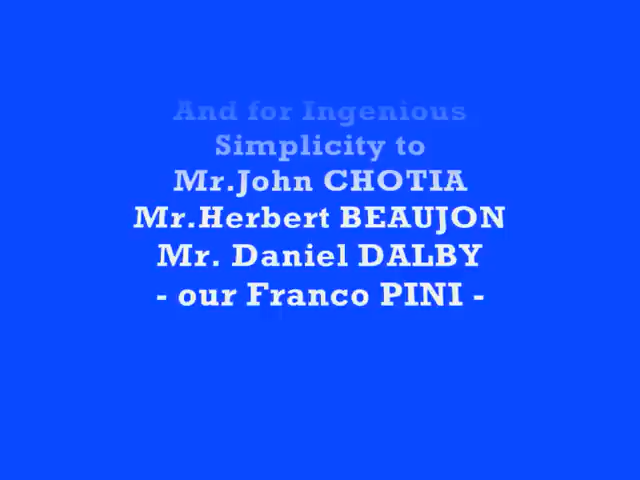 And for Ingenious
Simplicity to
Mr.John CHOTIA
Mr.Herbert BEAUJON
Mr. Daniel DALBY
- our Franco PINI -